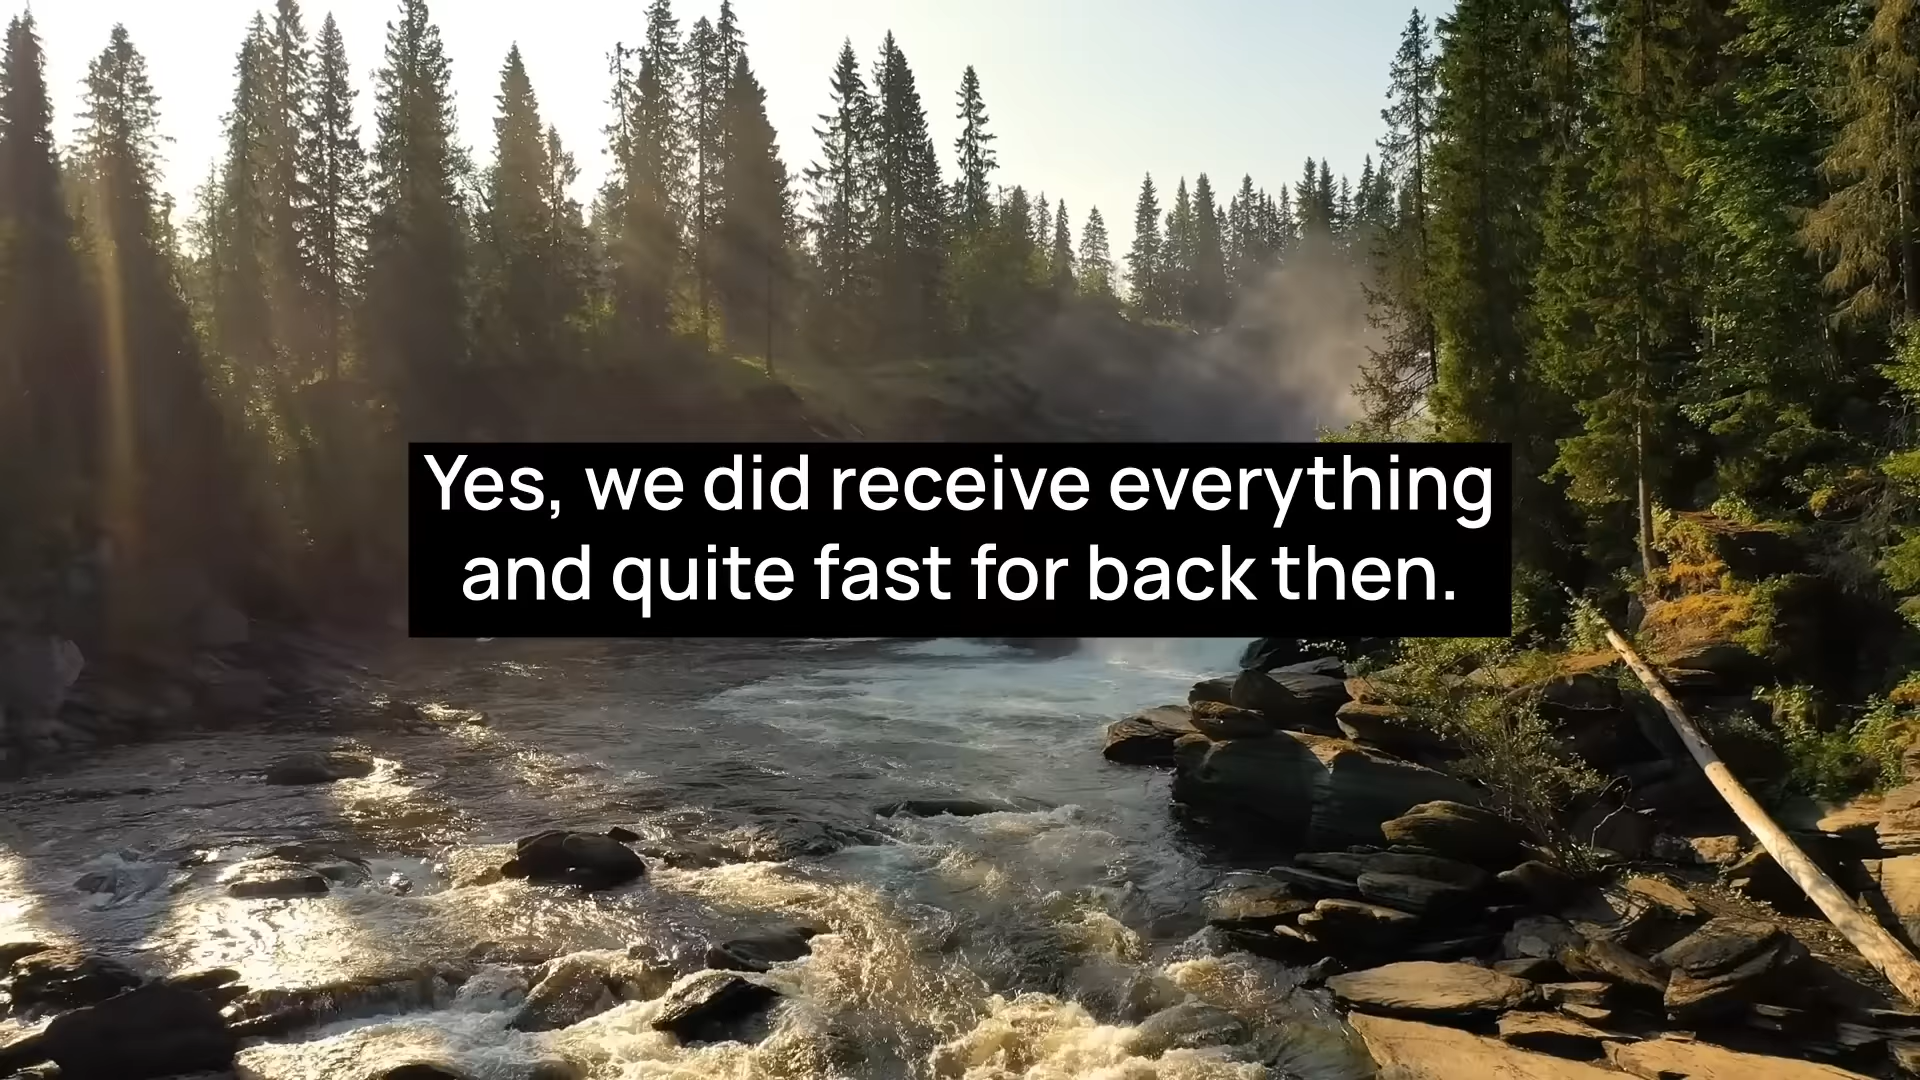 Yes, we did receive everything
and quite fast for back then.